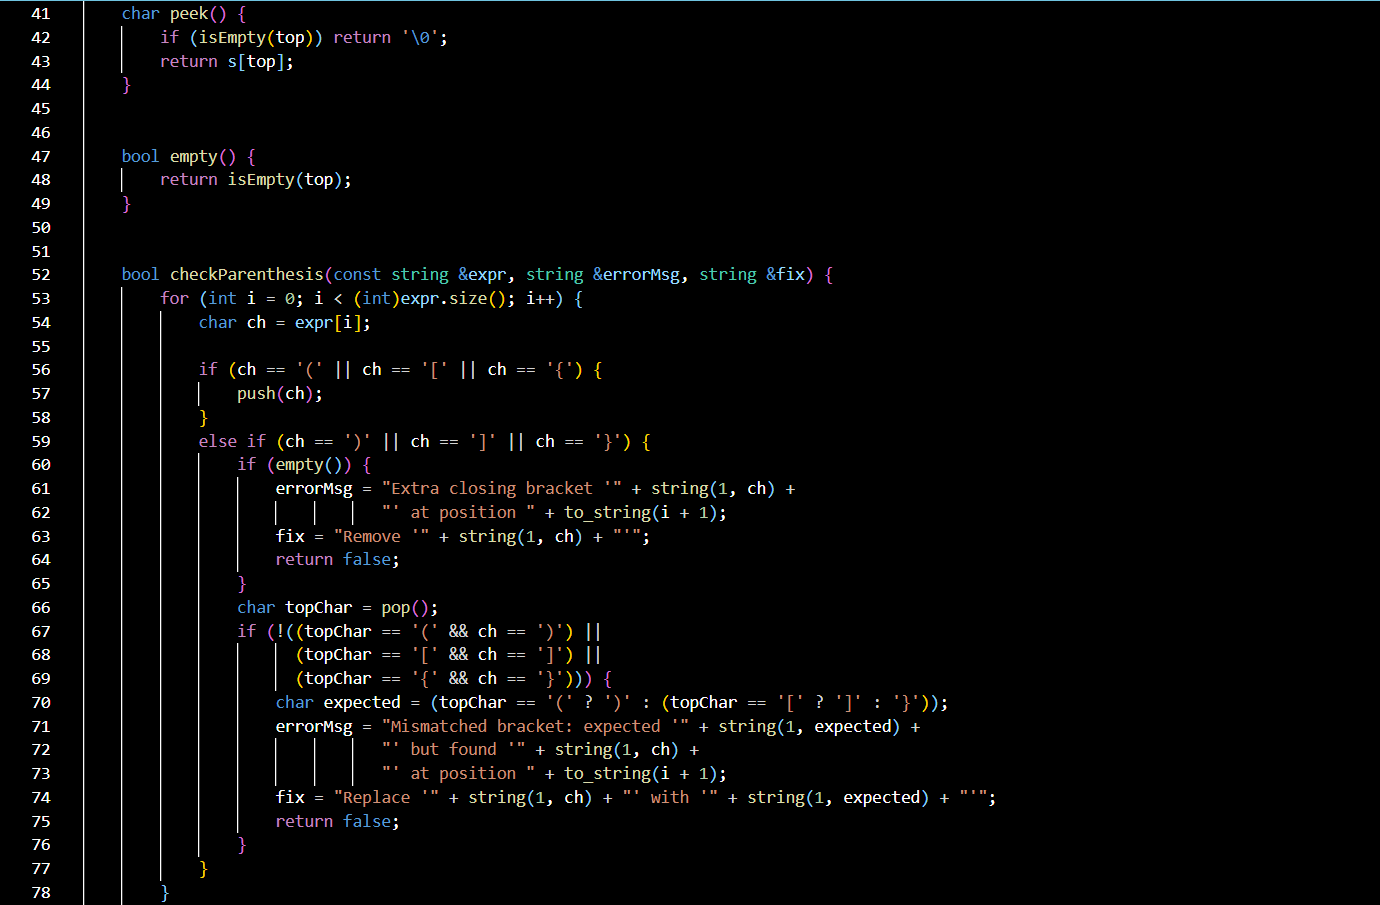 41 char peek() {
42 if (isEmpty(top)) return '\0';
43 return s[top];
44 }
45
46
47 bool empty() {
48 return isEmpty(top);
49 }
50
51
52 bool checkParenthesis(const string &expr, string &errorMsg, string &fix) {
53 for (int i = 0; i < (int)expr.size(); i++) {
54 char ch = expr[i];
55
56 if (ch == '(' || ch == '[' || ch == '{') {
57 push(ch);
58 }
59 else if (ch == ')' || ch == ']' || ch == '}') {
60 if (empty()) {
61 errorMsg = "Extra closing bracket '" + string(1, ch) +
62 "' at position " + to_string(i + 1);
63 fix = "Remove '" + string(1, ch) + "'";
64 return false;
65 }
66 char topChar = pop();
67 if (!((topChar == '(' && ch == ')') ||
68 (topChar == '[' && ch == ']') ||
69 (topChar == '{' && ch == '}'))) {
70 char expected = (topChar == '(' ? ')' : (topChar == '[' ? ']' : '}'));
71 errorMsg = "Mismatched bracket: expected '" + string(1, expected) +
72 "' but found '" + string(1, ch) +
73 "' at position " + to_string(i + 1);
74 fix = "Replace '" + string(1, ch) + "' with '" + string(1, expected) + "'";
75 return false;
76 }
77 }
78 }